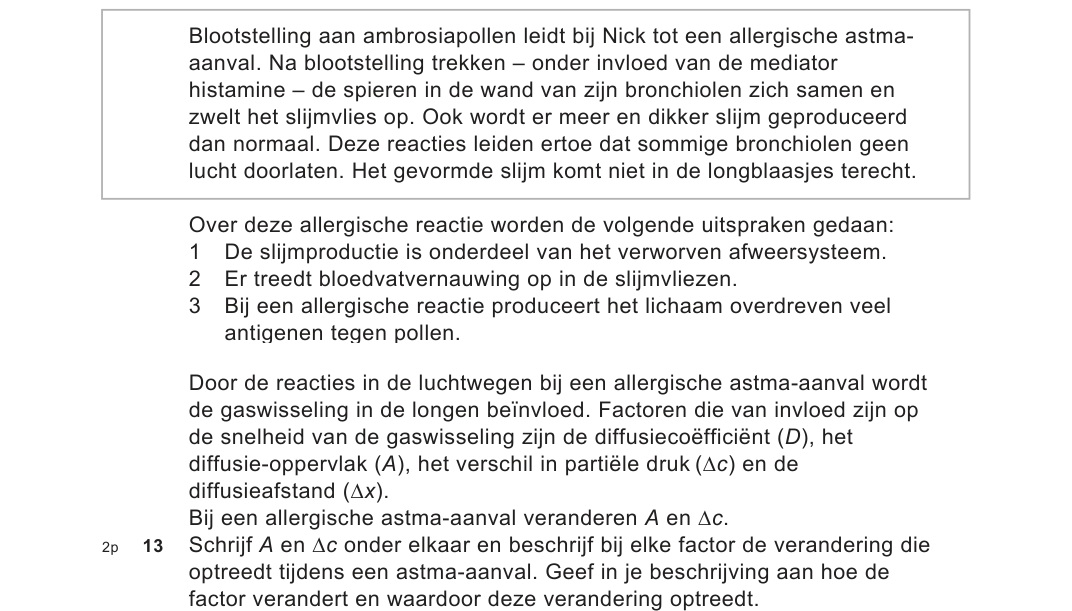 Blootstelling aan ambrosiapollen leidt bij Nick tot een allergische astma-
aanval. Na blootstelling trekken – onder invloed van de mediator
histamine – de spieren in de wand van zijn bronchiolen zich samen en
zwelt het slijmvlies op. Ook wordt er meer en dikker slijm geproduceerd
dan normaal. Deze reacties leiden ertoe dat sommige bronchiolen geen
lucht doorlaten. Het gevormde slijm komt niet in de longblaasjes terecht.
Over deze allergische reactie worden de volgende uitspraken gedaan:
1 De slijmproductie is onderdeel van het verworven afweersysteem.
2 Er treedt bloedvatvernauwing op in de slijmvliezen.
3 Bij een allergische reactie produceert het lichaam overdreven veel
antigenen tegen pollen.
Door de reacties in de luchtwegen bij een allergische astma-aanval wordt
de gaswisseling in de longen beïnvloed. Factoren die van invloed zijn op
de snelheid van de gaswisseling zijn de diffusiecoëfficiënt (D), het
diffusie-oppervlak (A), het verschil in partiële druk (Δc) en de
diffusieafstand (Δx).
Bij een allergische astma-aanval veranderen A en Δc.
2p 13 Schrijf A en Δc onder elkaar en beschrijf bij elke factor de verandering die
optreedt tijdens een astma-aanval. Geef in je beschrijving aan hoe de
factor verandert en waardoor deze verandering optreedt.